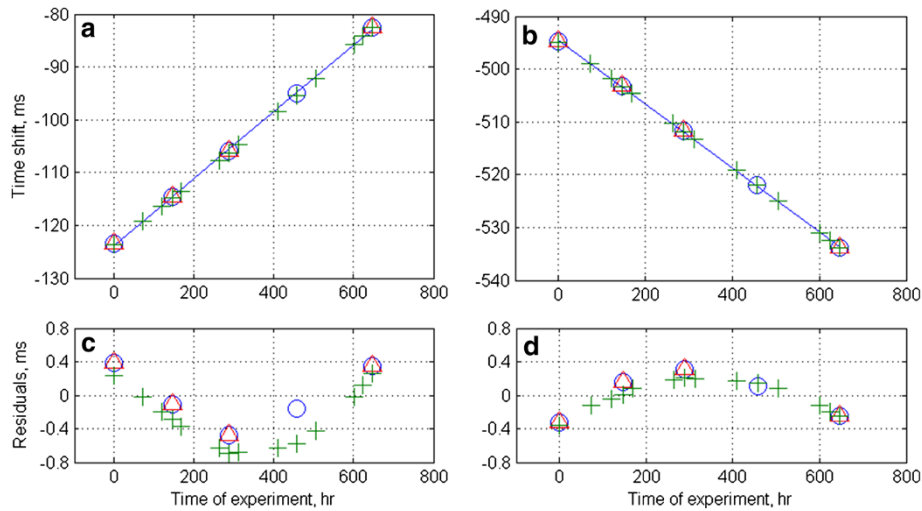 a
Time shift, ms
-80
-90
-100
-110
-120
-130
0 200 400 600 800
b
-490
-500
-510
-520
-530
-540
0 200 400 600 800
c
Residuals, ms
0.8
0.4
0
-0.4
-0.8
0 200 400 600 800
Time of experiment, hr
d
0.8
0.4
0
-0.4
-0.8
0 200 400 600 800
Time of experiment, hr